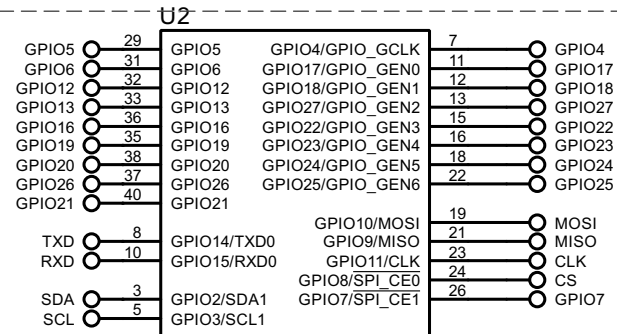 U2
GPIO5 29 GPIO5 GPIO4/GPIO_GCLK 7 GPIO4
GPIO6 31 GPIO6 GPIO17/GPIO_GEN0 11 GPIO17
GPIO12 32 GPIO12 GPIO18/GPIO_GEN1 12 GPIO18
GPIO13 33 GPIO13 GPIO27/GPIO_GEN2 13 GPIO27
GPIO16 36 GPIO16 GPIO22/GPIO_GEN3 15 GPIO22
GPIO19 35 GPIO19 GPIO23/GPIO_GEN4 16 GPIO23
GPIO20 38 GPIO20 GPIO24/GPIO_GEN5 18 GPIO24
GPIO26 37 GPIO26 GPIO25/GPIO_GEN6 22 GPIO25
GPIO21 40 GPIO21
GPIO10/MOSI 19 MOSI
TXD 8 GPIO14/TXD0 GPIO9/MISO 21 MISO
RXD 10 GPIO15/RXD0 GPIO11/CLK 23 CLK
GPIO8/SPI_CE0 24 CS
SDA 3 GPIO2/SDA1 GPIO7/SPI_CE1 26 GPIO7
SCL 5 GPIO3/SCL1